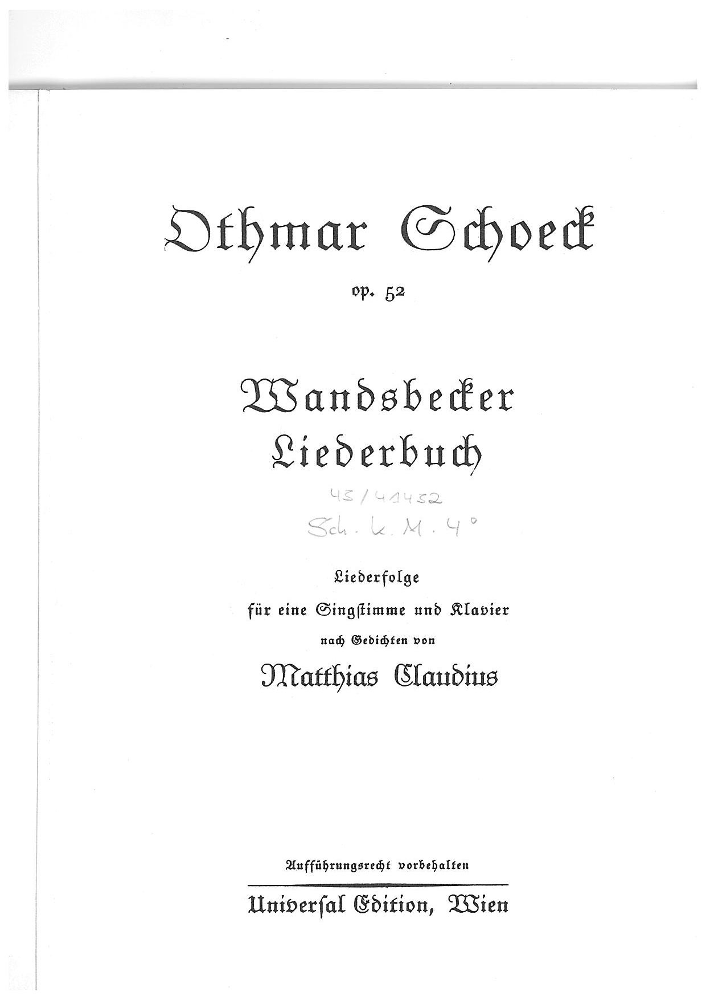 Othmar Schoeck
op. 52
Wandsbecker
Liederbuch
43/41452
Sch. k. M. 4°
Liederfolge
für eine Singstimme und Klavier
nach Gedichten von
Matthias Claudius
Aufführungsrecht vorbehalten
Universal Edition, Wien